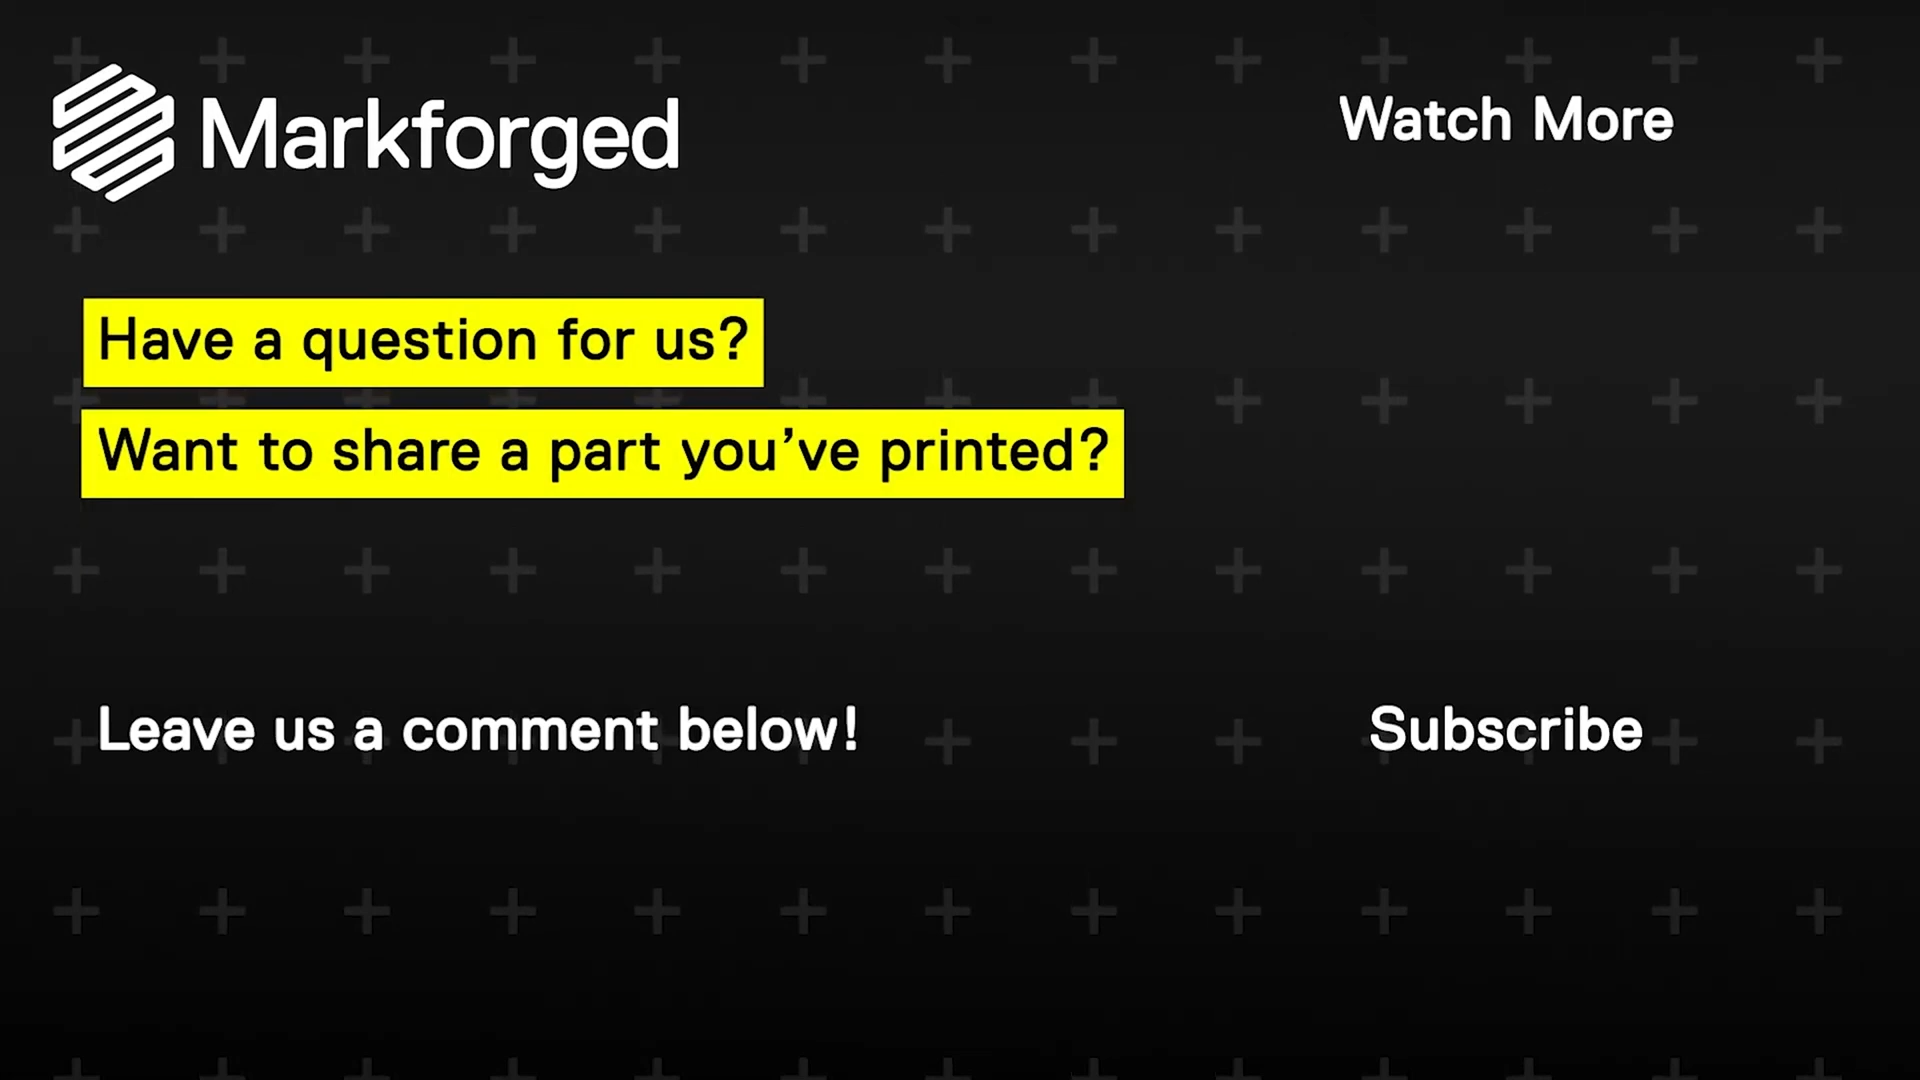 Markforged
Watch More
Have a question for us?
Want to share a part you’ve printed?
Leave us a comment below!
Subscribe